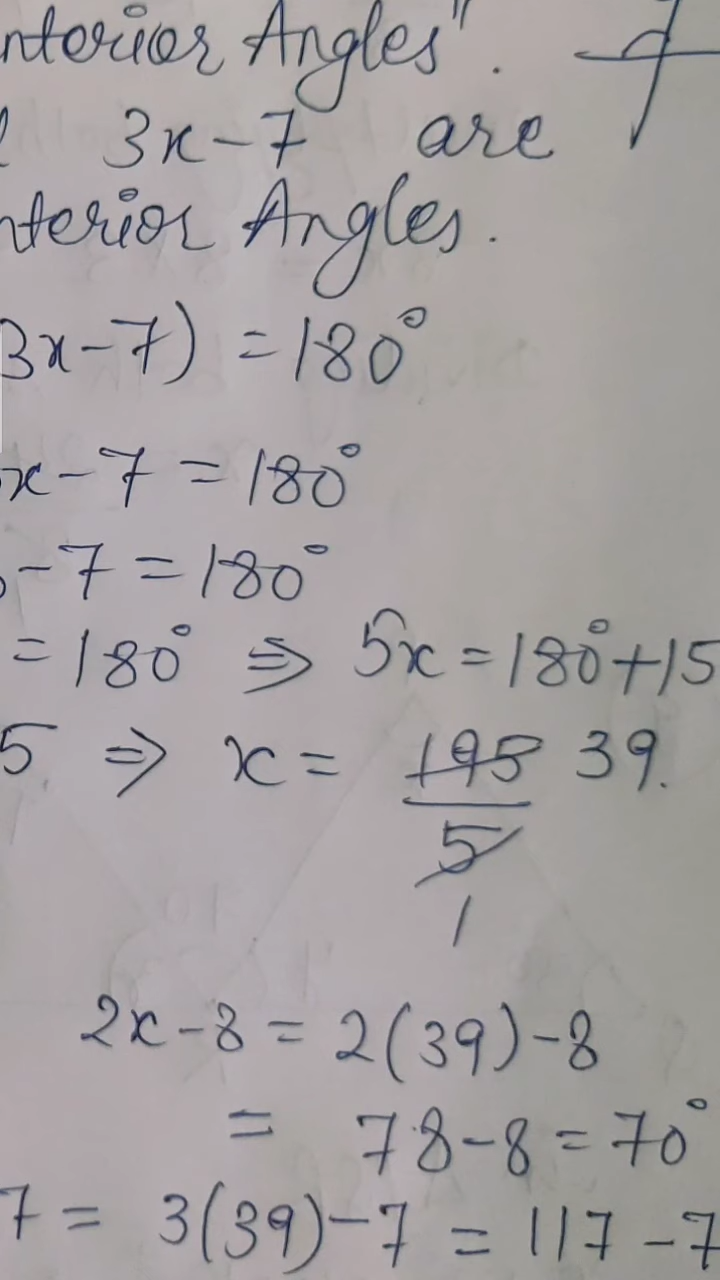 nterior Angles".
3x-7 are
nterior Angles.
3x-7) = 180°
x-7 = 180°
-7 = 180°
= 180° ⇒ 5x = 180°+15
5 ⇒ x = 195/5 39.
1
2x-8 = 2(39)-8
= 78-8 = 70°
7 = 3(39)-7 = 117-7